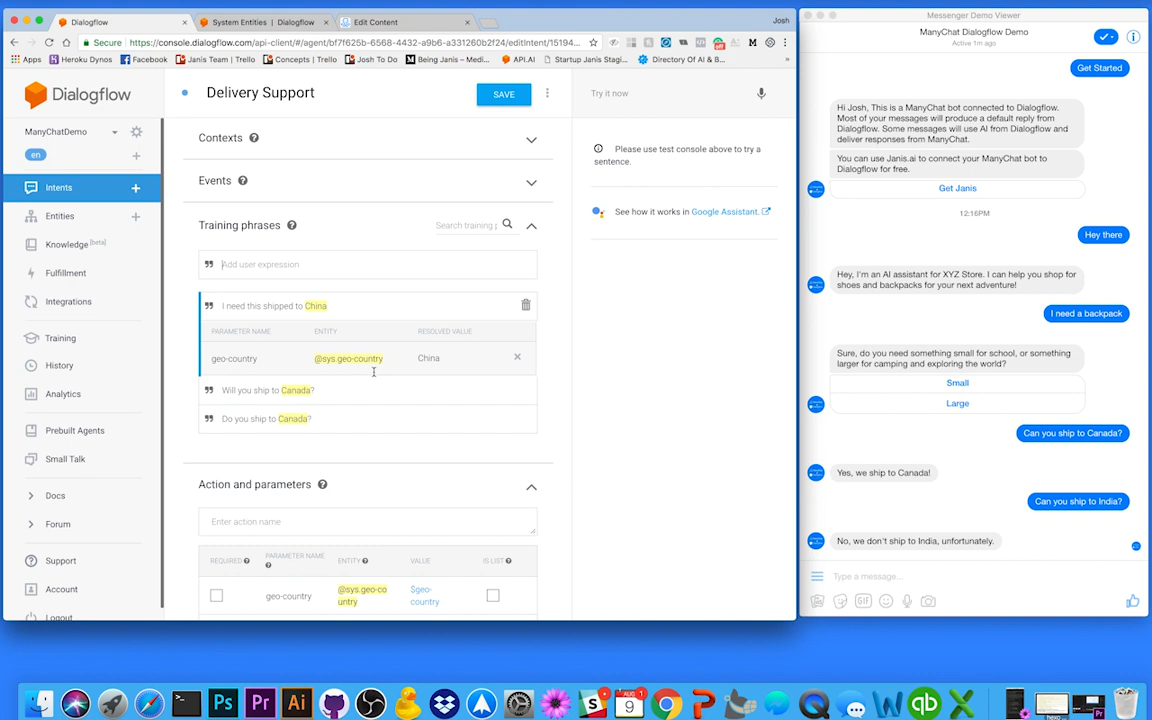 Dialogflow
System Entities | Dialogflow
Edit Content
Josh
Secure
https://console.dialogflow.com/api-client/#/agent/bf7f625b-6568-4432-a9b6-a331260b2f24/editIntent/15194...
Apps
Heroku Dynos
Facebook
Janis Team | Trello
Concepts | Trello
Josh To Do
Being Janis – Medi...
API.AI
Startup Janis Stagi...
Directory Of AI & B...
»
Dialogflow
ManyChatDemo
en
Intents
Entities
Knowledge [beta]
Fulfillment
Integrations
Training
History
Analytics
Prebuilt Agents
Small Talk
Docs
Forum
Support
Account
Logout
Delivery Support
SAVE
Contexts
Events
Training phrases
Search training p
Add user expression
I need this shipped to China
PARAMETER NAME
ENTITY
RESOLVED VALUE
geo-country
@sys.geo-country
China
Will you ship to Canada?
Do you ship to Canada?
Action and parameters
Enter action name
REQUIRED
PARAMETER NAME
ENTITY
VALUE
IS LIST
geo-country
@sys.geo-co
untry
$geo-
country
Try it now
Please use test console above to try a
sentence.
See how it works in Google Assistant.
Messenger Demo Viewer
ManyChat Dialogflow Demo
Active 1m ago
Get Started
Hi Josh, This is a ManyChat bot connected to Dialogflow.
Most of your messages will produce a default reply from
Dialogflow. Some messages will use AI from Dialogflow and
deliver responses from ManyChat.
You can use Janis.ai to connect your ManyChat bot to
Dialogflow for free.
Get Janis
12:16PM
Hey there
Hey, I'm an AI assistant for XYZ Store. I can help you shop for
shoes and backpacks for your next adventure!
I need a backpack
Sure, do you need something small for school, or something
larger for camping and exploring the world?
Small
Large
Can you ship to Canada?
Yes, we ship to Canada!
Can you ship to India?
No, we don't ship to India, unfortunately.
Type a message...
GIF
Ps
Pr
Ai
AUG
9
1
qb